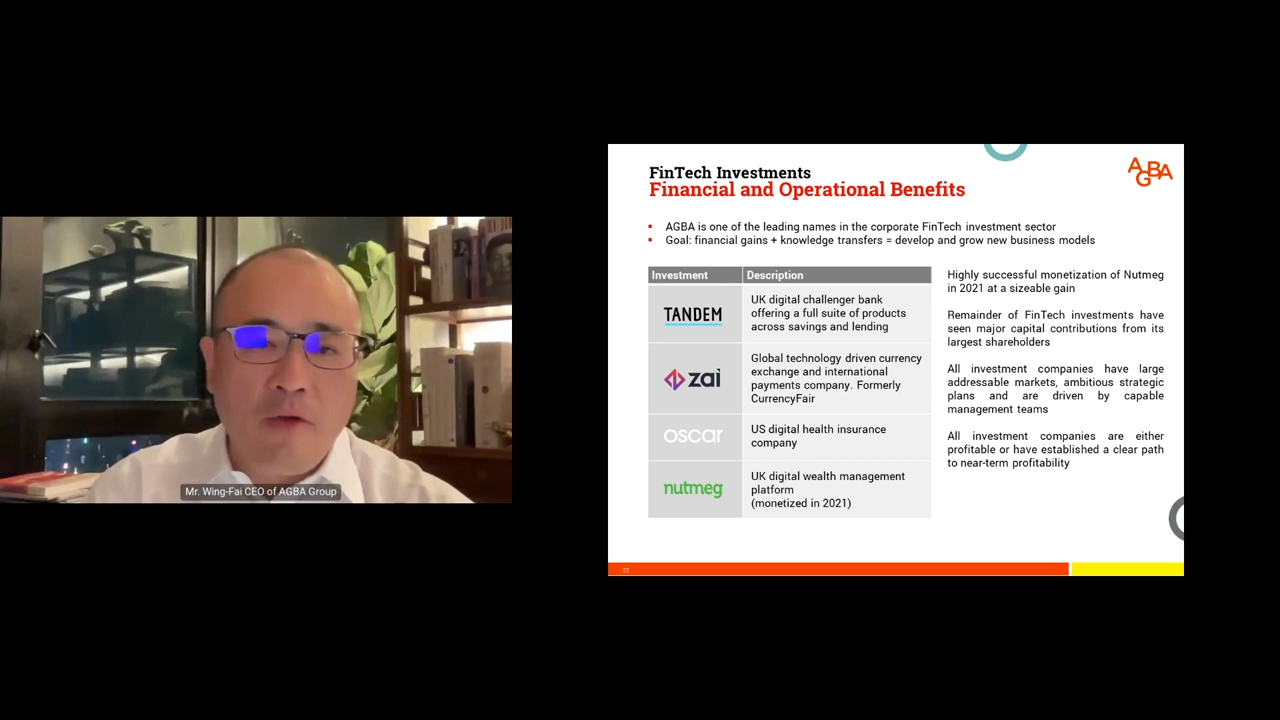 Mr. Wing-Fai CEO of AGBA Group
AGBA
FinTech Investments
Financial and Operational Benefits
▪ AGBA is one of the leading names in the corporate FinTech investment sector
▪ Goal: financial gains + knowledge transfers = develop and grow new business models
Investment Description
TANDEM
UK digital challenger bank
offering a full suite of products
across savings and lending
zai
Global technology driven currency
exchange and international
payments company. Formerly
CurrencyFair
oscar
US digital health insurance
company
nutmeg
UK digital wealth management
platform
(monetized in 2021)
Highly successful monetization of Nutmeg
in 2021 at a sizeable gain
Remainder of FinTech investments have
seen major capital contributions from its
largest shareholders
All investment companies have large
addressable markets, ambitious strategic
plans and are driven by capable
management teams
All investment companies are either
profitable or have established a clear path
to near-term profitability
22